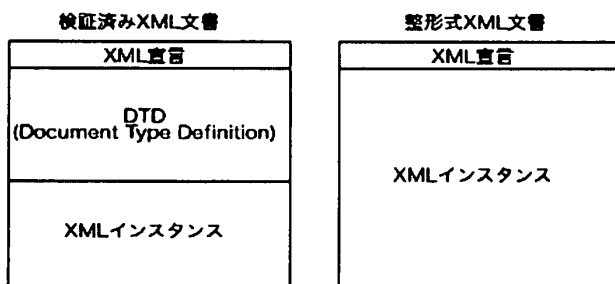 検証済みXML文書
XML宣言
DTD
(Document Type Definition)
XMLインスタンス
整形式XML文書
XML宣言
XMLインスタンス